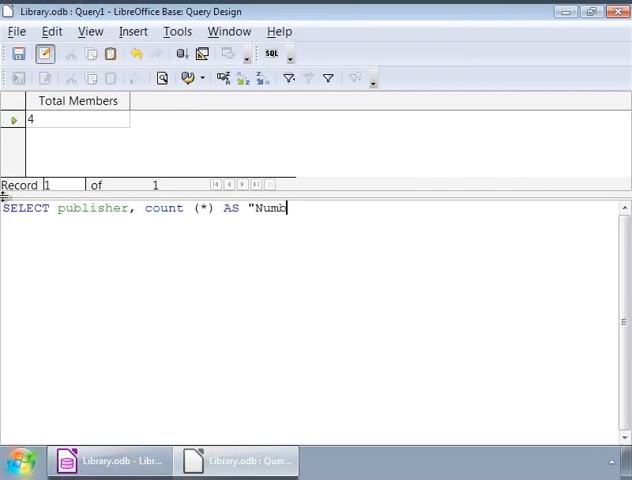 Library.odb : Query1 - LibreOffice Base: Query Design
File Edit View Insert Tools Window Help
SQL
Total Members
4
Record 1 of 1
SELECT publisher, count (*) AS "Numb
Library.odb - Libr... Library.odb : Quer...